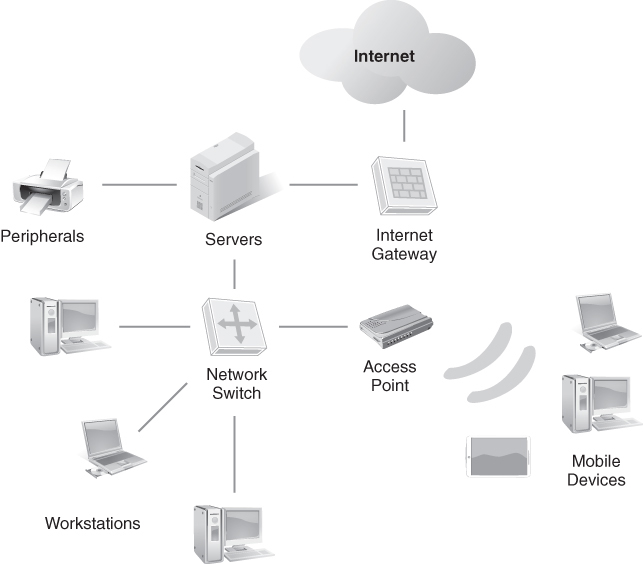 Internet
Peripherals
Servers
Internet
Gateway
Network
Switch
Access
Point
Workstations
Mobile
Devices